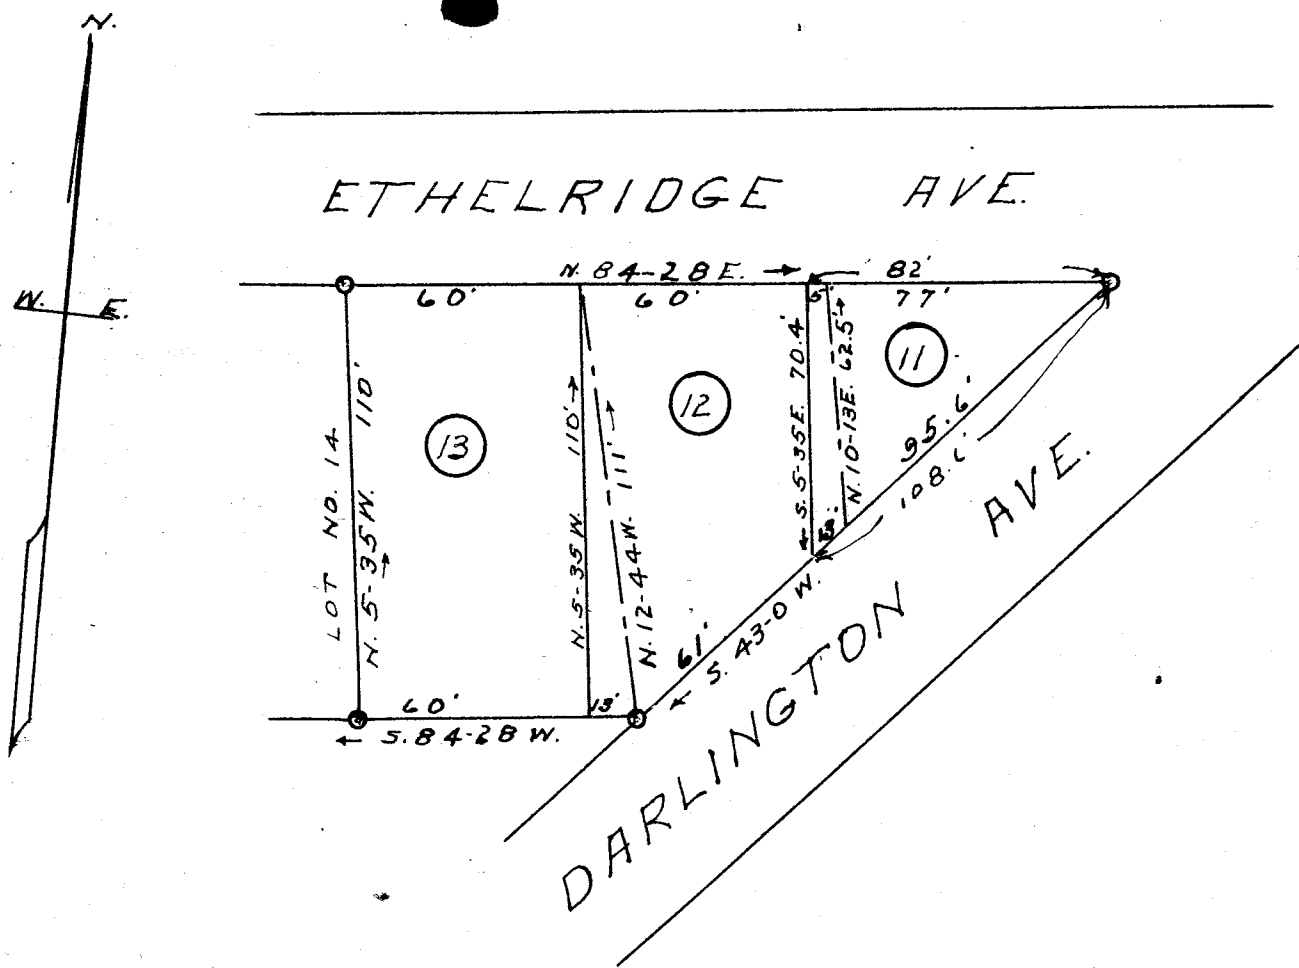 N.
W. E.
ETHELRIDGE AVE.
N. 84-28 E. →
82'
60'
60'
5'
77'
LOT NO. 14
N. 5-35 W. 110'
→
13
N. 5-35 W. 110' →
N. 12-44 W. 111' →
12
← S. 5-35 E. 70.4'
N. 10-13 E. 62.5' →
11
95.6'
108.6'
13'
61'
← S. 43-0 W.
60'
13'
← S. 84-28 W.
DARLINGTON AVE.